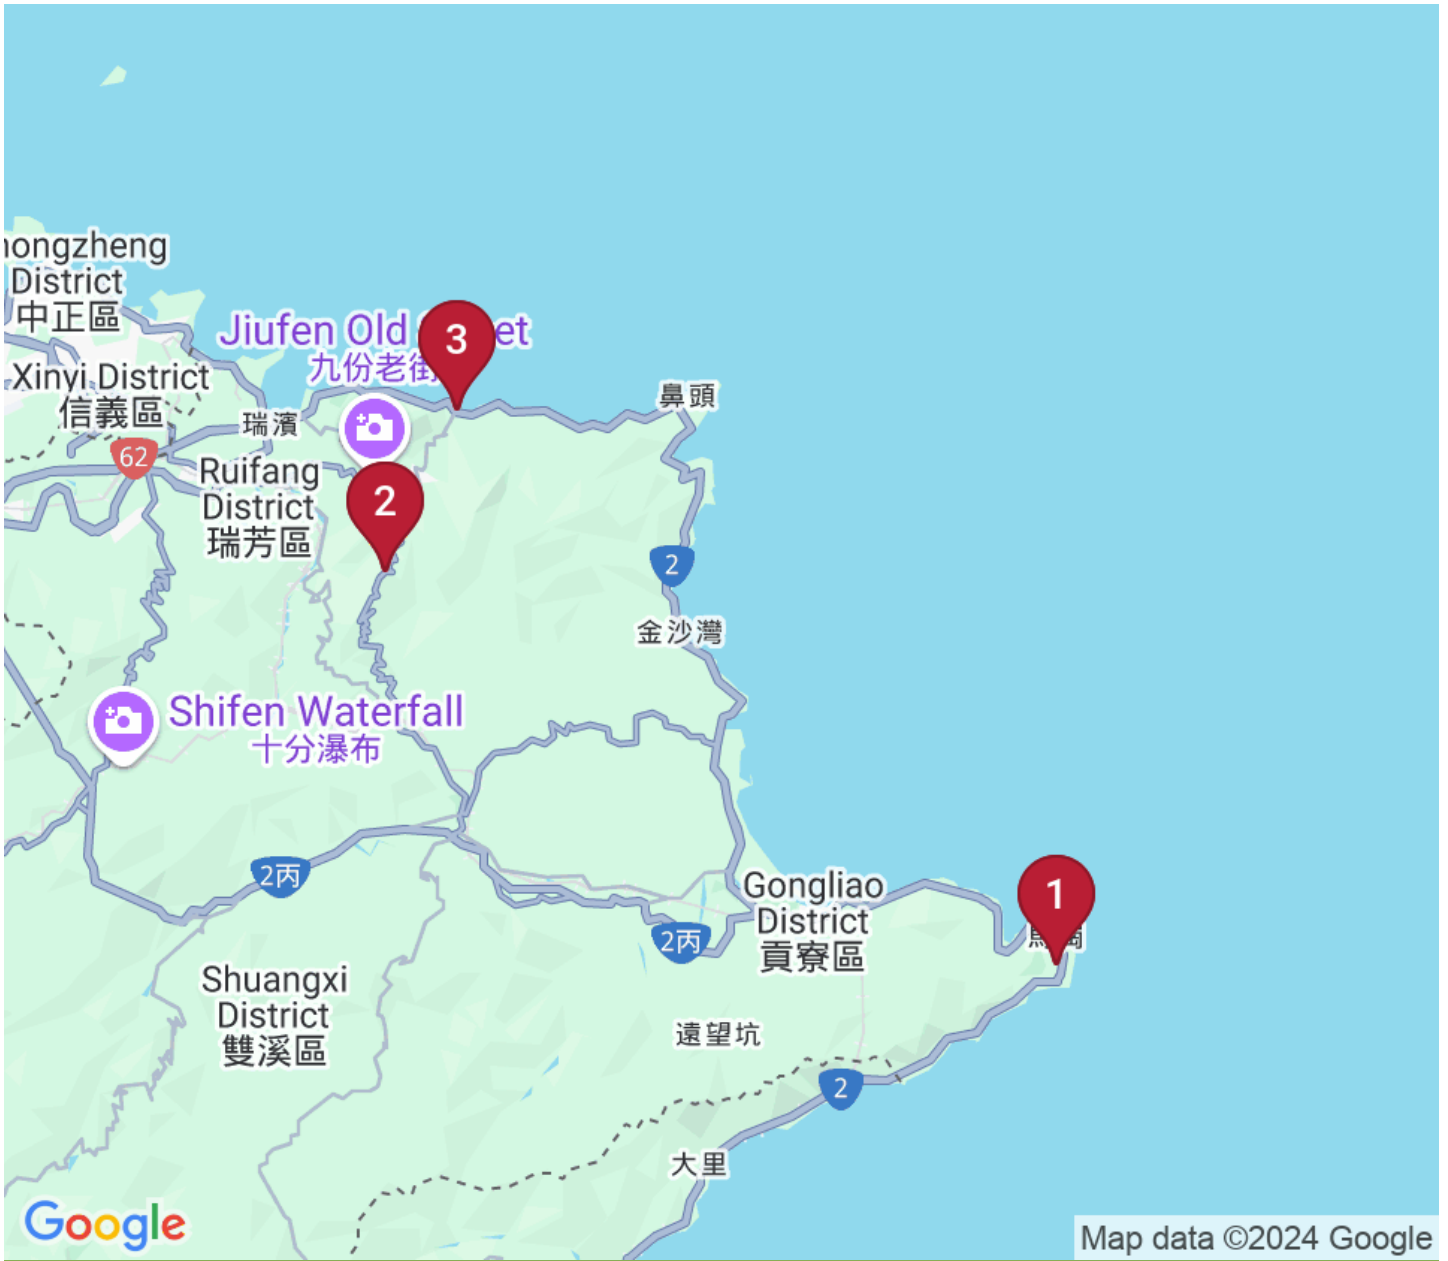 hongzheng
District
中正區
Jiufen Old
et
九份老街
3
Xinyi District
信義區
鼻頭
瑞濱
62
Ruifang
District
瑞芳區
2
2
金沙灣
Shifen Waterfall
十分瀑布
2丙
Gongliao
District
貢寮區
1
2丙
Shuangxi
District
雙溪區
遠望坑
2
大里
Google
Map data ©2024 Google